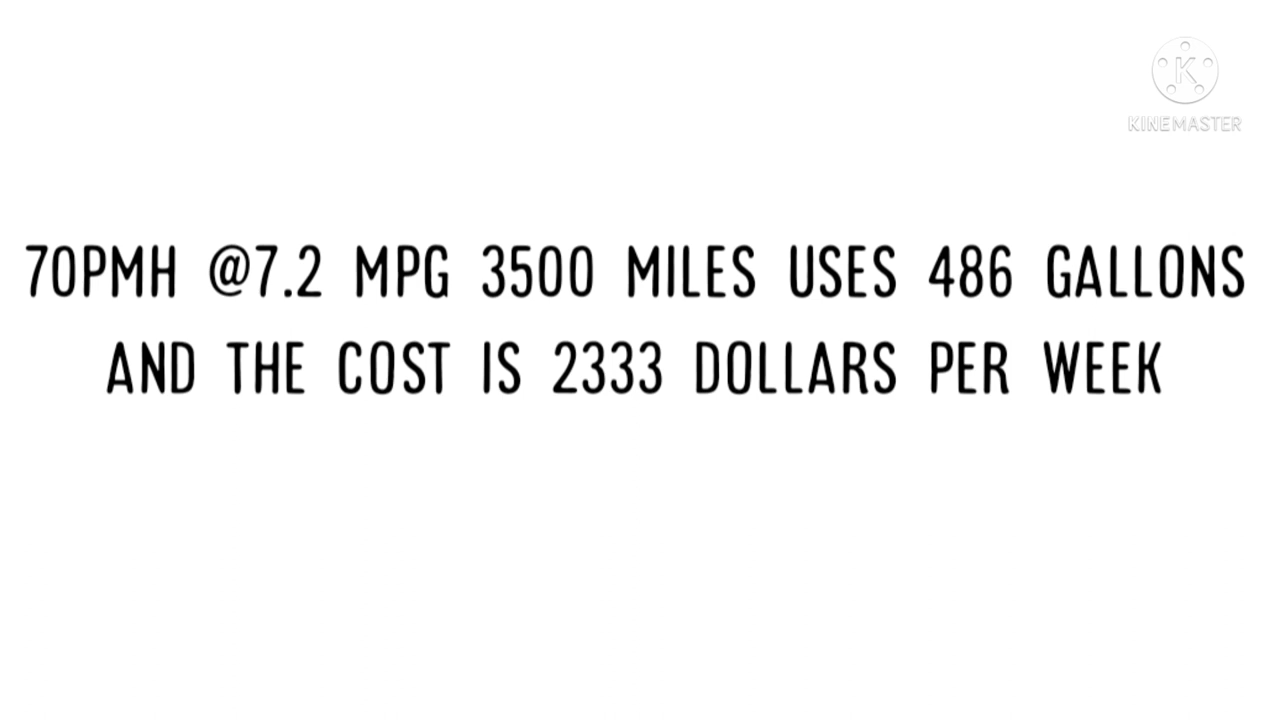 KINEMASTER
70PMH @7.2 MPG 3500 MILES USES 486 GALLONS
AND THE COST IS 2333 DOLLARS PER WEEK